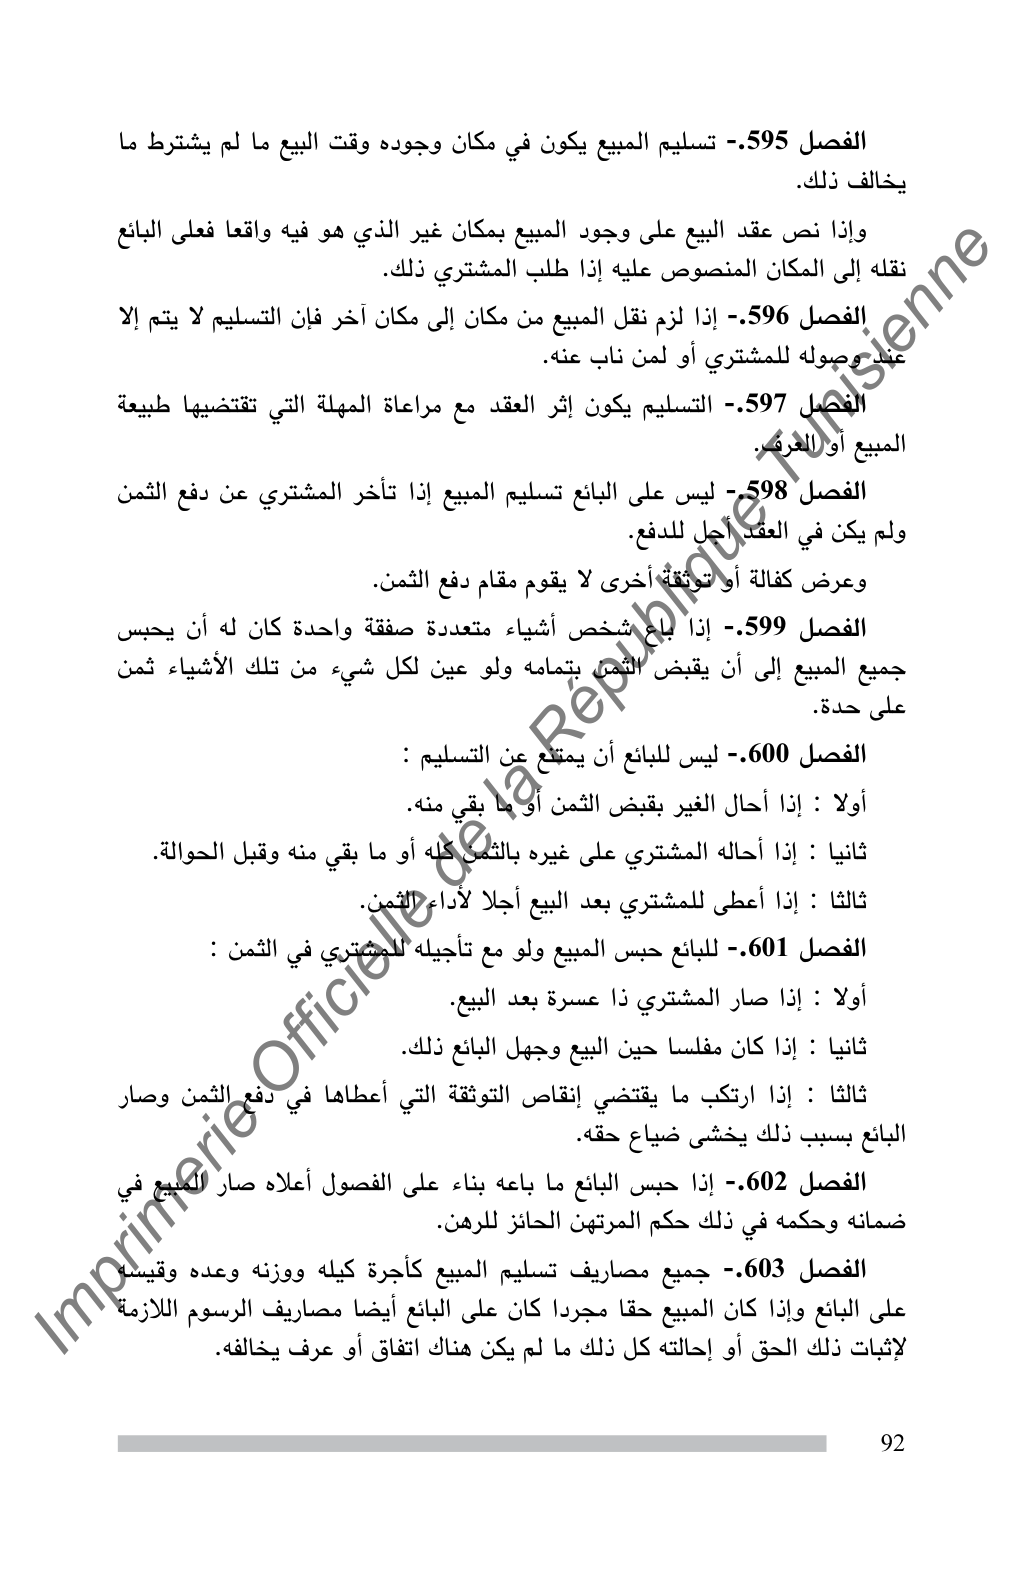 الفصل 595.- تسليم المبيع يكون في مكان وجوده وقت البيع ما لم يشترط ما
يخالف ذلك.
وإذا نص عقد البيع على وجود المبيع بمكان غير الذي هو فيه واقعا فعلى البائع
نقله إلى المكان المنصوص عليه إذا طلب المشتري ذلك.
الفصل 596.- إذا لزم نقل المبيع من مكان إلى مكان آخر فإن التسليم لا يتم إلا
عند وصوله للمشتري أو لمن ناب عنه.
الفصل 597.- التسليم يكون إثر العقد مع مراعاة المهلة التي تقتضيها طبيعة
المبيع أو العرف.
الفصل 598.- ليس على البائع تسليم المبيع إذا تأخر المشتري عن دفع الثمن
ولم يكن في العقد أجل للدفع.
وعرض كفالة أو توثقة أخرى لا يقوم مقام دفع الثمن.
الفصل 599.- إذا باع شخص أشياء متعددة صفقة واحدة كان له أن يحبس
جميع المبيع إلى أن يقبض الثمن بتمامه ولو عين لكل شيء من تلك الأشياء ثمن
على حدة.
الفصل 600.- ليس للبائع أن يمتنع عن التسليم :
أولا : إذا أحال الغير بقبض الثمن أو ما بقي منه.
ثانيا : إذا أحاله المشتري على غيره بالثمن كله أو ما بقي منه وقبل الحوالة.
ثالثا : إذا أعطى للمشتري بعد البيع أجلا لأداء الثمن.
الفصل 601.- للبائع حبس المبيع ولو مع تأجيله للمشتري في الثمن :
أولا : إذا صار المشتري ذا عسرة بعد البيع.
ثانيا : إذا كان مفلسا حين البيع وجهل البائع ذلك.
ثالثا : إذا ارتكب ما يقتضي إنقاص التوثقة التي أعطاها في دفع الثمن وصار
البائع بسبب ذلك يخشى ضياع حقه.
الفصل 602.- إذا حبس البائع ما باعه بناء على الفصول أعلاه صار المبيع في
ضمانه وحكمه في ذلك حكم المرتهن الحائز للرهن.
الفصل 603.- جميع مصاريف تسليم المبيع كأجرة كيله ووزنه وعده وقيسه
على البائع وإذا كان المبيع حقا مجردا كان على البائع أيضا مصاريف الرسوم اللازمة
لإثبات ذلك الحق أو إحالته كل ذلك ما لم يكن هناك اتفاق أو عرف يخالفه.
92
Imprimerie Officielle de la République Tunisienne